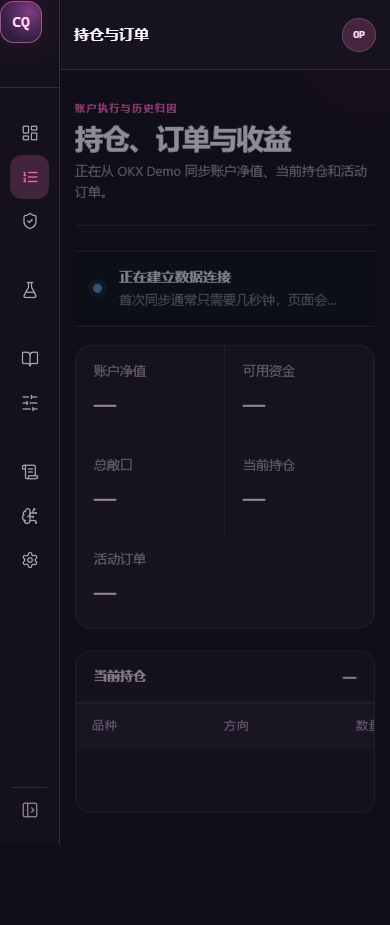 CQ
持仓与订单
OP
账户执行与历史归因
持仓、订单与收益
正在从 OKX Demo 同步账户净值、当前持仓和活动
订单。
正在建立数据连接
首次同步通常只需要几秒钟，页面会...
账户净值
可用资金
—
—
总敞口
当前持仓
—
—
活动订单
—
当前持仓
—
品种
方向